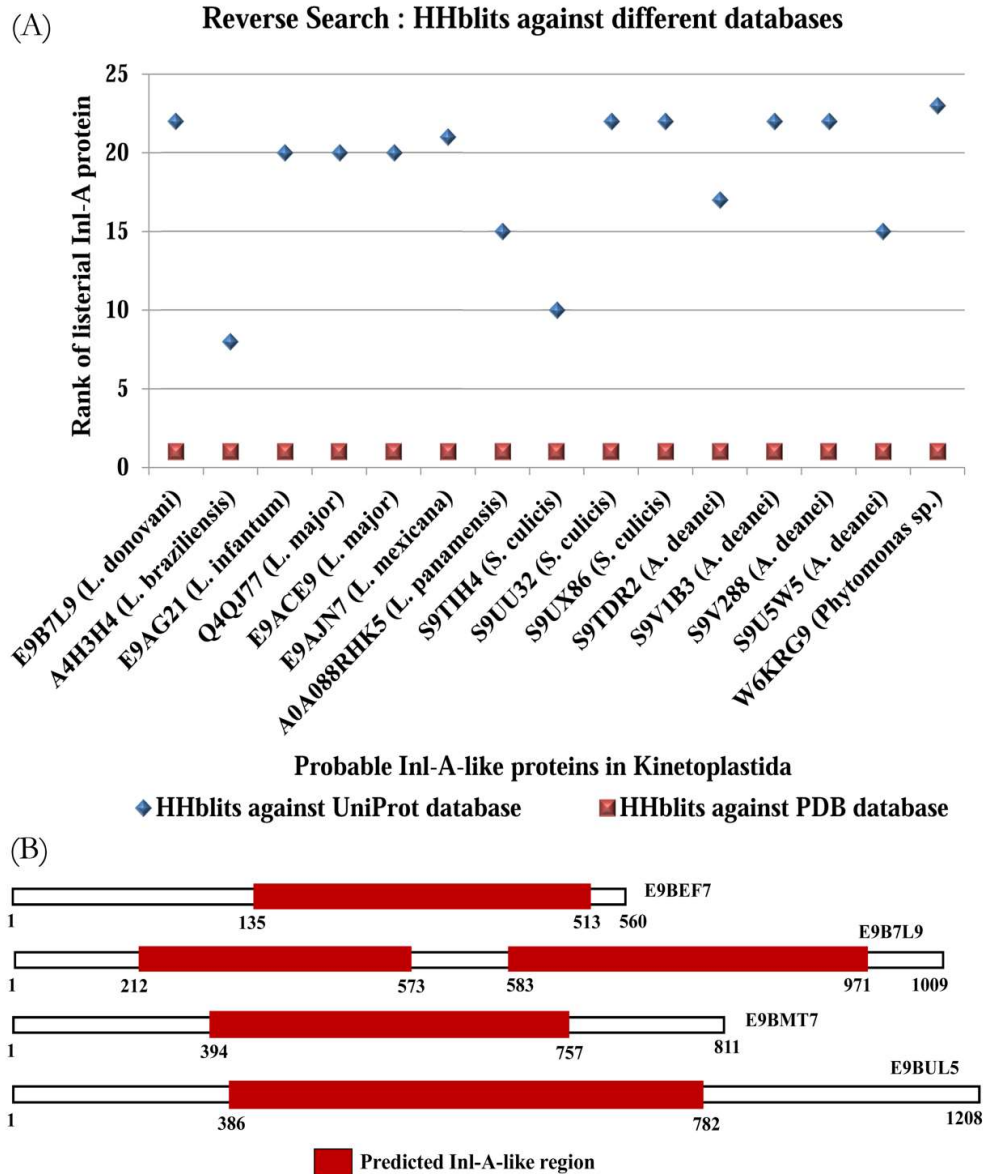 (A)
Reverse Search : HHblits against different databases
Rank of listerial Inl-A protein
25
20
15
10
5
0
E9B7L9 (L. donovani)
A4H3H4 (L. braziliensis)
E9AG21 (L. infantum)
Q4QJ77 (L. major)
E9ACE9 (L. major)
E9AJN7 (L. mexicana)
A0A088RHK5 (L. panamensis)
S9TIH4 (S. culicis)
S9UU32 (S. culicis)
S9UX86 (S. culicis)
S9TDR2 (A. deanei)
S9V1B3 (A. deanei)
S9V288 (A. deanei)
S9U5W5 (A. deanei)
W6KRG9 (Phytomonas sp.)
Probable Inl-A-like proteins in Kinetoplastida
HHblits against UniProt database
HHblits against PDB database
(B)
E9BEF7
1 135 513 560
E9B7L9
1 212 573 583 971 1009
E9BMT7
1 394 757 811
E9BUL5
1 386 782 1208
Predicted Inl-A-like region